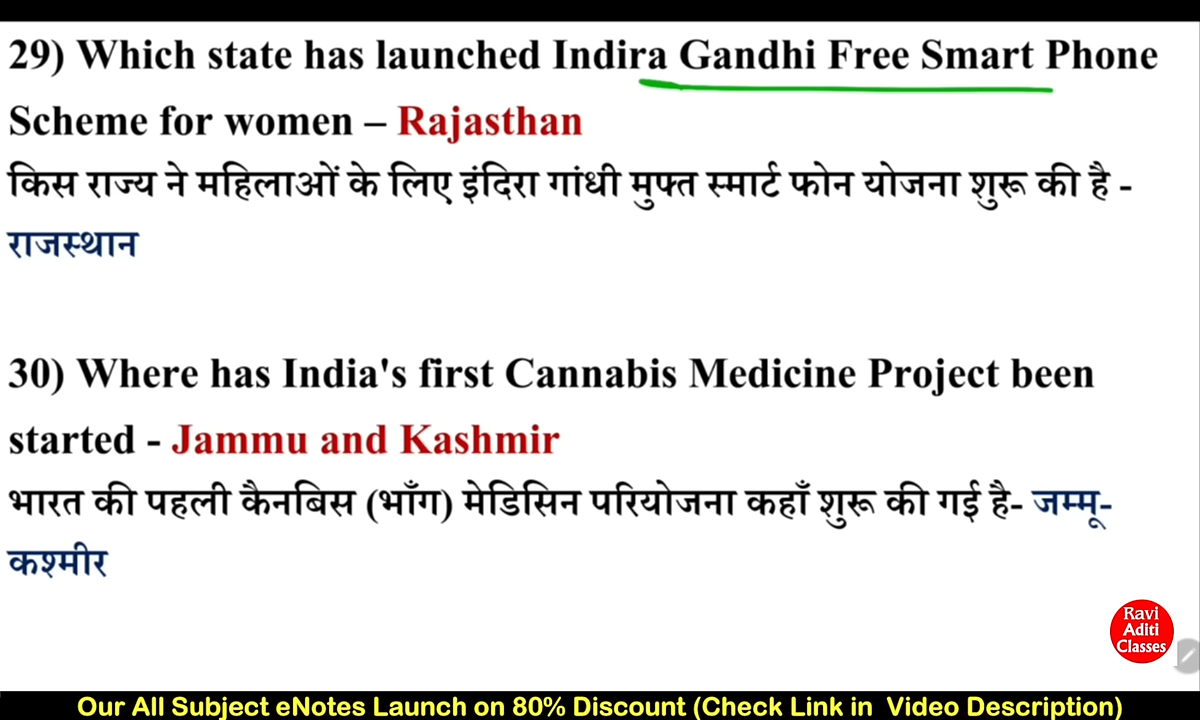 29) Which state has launched Indira Gandhi Free Smart Phone
Scheme for women – Rajasthan
किस राज्य ने महिलाओं के लिए इंदिरा गांधी मुफ्त स्मार्ट फोन योजना शुरू की है -
राजस्थान
30) Where has India's first Cannabis Medicine Project been
started - Jammu and Kashmir
भारत की पहली कैनबिस (भाँग) मेडिसिन परियोजना कहाँ शुरू की गई है- जम्मू-
कश्मीर
Ravi
Aditi
Classes
Our All Subject eNotes Launch on 80% Discount (Check Link in Video Description)